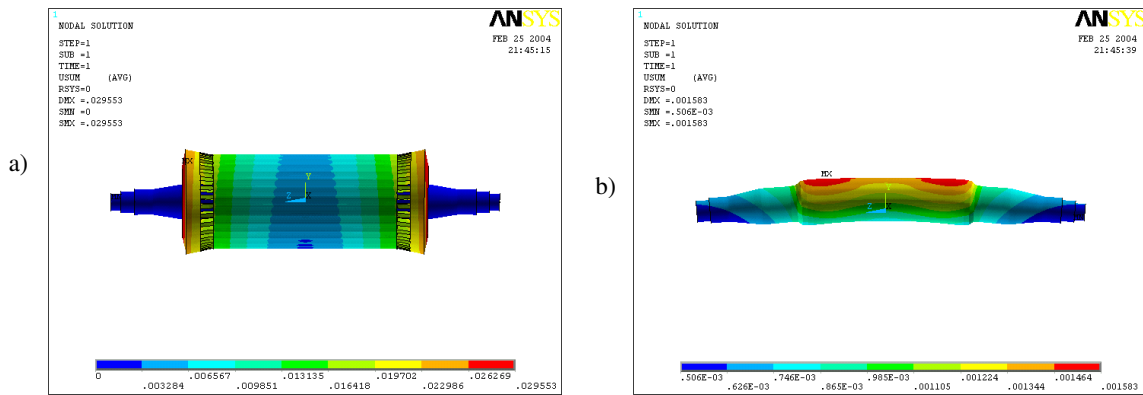 a)
1
NODAL SOLUTION
STEP=1
SUB =1
TIME=1
USUM (AVG)
RSYS=0
DMX =.029553
SMN =0
SMX =.029553
ANSYS
FEB 25 2004
21:45:15
MX
Y
Z X
0 .006567 .013135 .019702 .026269
.003284 .009851 .016418 .022986 .029553
b)
1
NODAL SOLUTION
STEP=1
SUB =1
TIME=1
USUM (AVG)
RSYS=0
DMX =.001583
SMN =.506E-03
SMX =.001583
ANSYS
FEB 25 2004
21:45:39
MX
Y
Z X
.506E-03 .746E-03 .985E-03 .001224 .001464
.626E-03 .865E-03 .001105 .001344 .001583